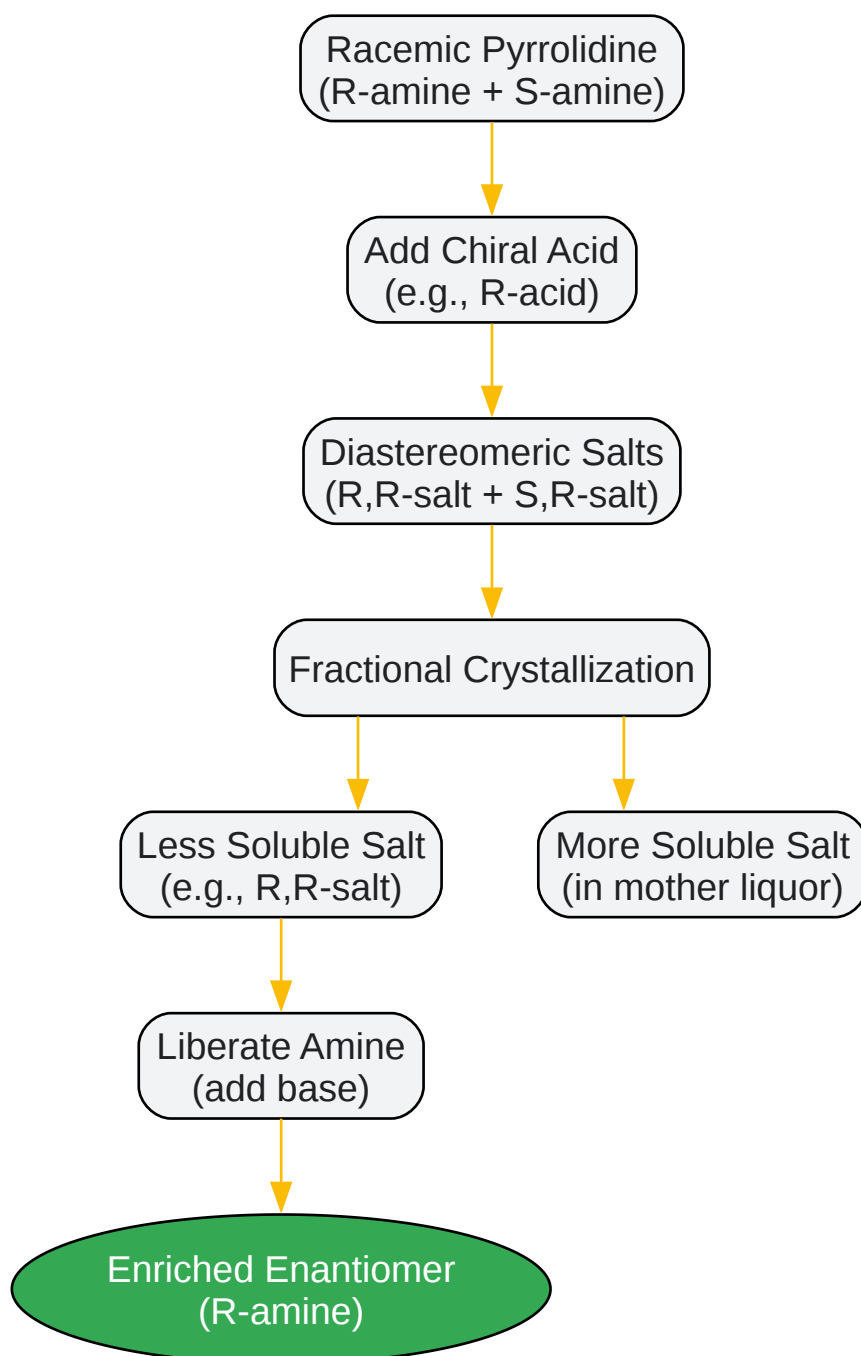 Racemic Pyrrolidine
(R-amine + S-amine)
Add Chiral Acid
(e.g., R-acid)
Diastereomeric Salts
(R,R-salt + S,R-salt)
Fractional Crystallization
Less Soluble Salt
(e.g., R,R-salt)
More Soluble Salt
(in mother liquor)
Liberate Amine
(add base)
Enriched Enantiomer
(R-amine)